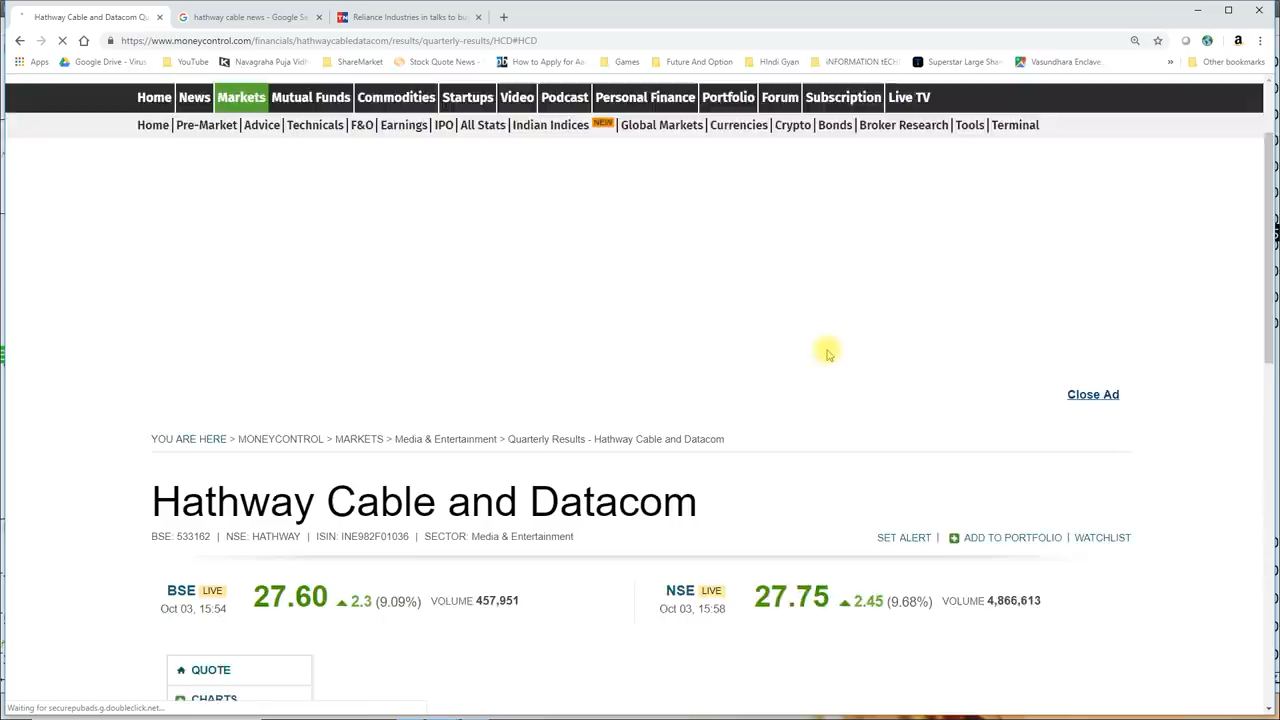 Hathway Cable and Datacom Qu
hathway cable news - Google Se
Reliance Industries in talks to bu
https://www.moneycontrol.com/financials/hathwaycabledatacom/results/quarterly-results/HCD#HCD
Apps Google Drive - Virus YouTube Navagraha Puja Vidh ShareMarket Stock Quote News - How to Apply for Aa Games Future And Option HIndi Gyan iNFORMATION tECH Superstar Large Shar Vasundhara Enclave... » Other bookmarks
Home News Markets Mutual Funds Commodities Startups Video Podcast Personal Finance Portfolio Forum Subscription Live TV
Home Pre-Market Advice Technicals F&O Earnings IPO All Stats Indian Indices NEW Global Markets Currencies Crypto Bonds Broker Research Tools Terminal
Close Ad
YOU ARE HERE > MONEYCONTROL > MARKETS > Media & Entertainment > Quarterly Results - Hathway Cable and Datacom
Hathway Cable and Datacom
BSE: 533162 | NSE: HATHWAY | ISIN: INE982F01036 | SECTOR: Media & Entertainment
SET ALERT | ADD TO PORTFOLIO | WATCHLIST
BSE LIVE 27.60 2.3 (9.09%) VOLUME 457,951
Oct 03, 15:54
NSE LIVE 27.75 2.45 (9.68%) VOLUME 4,866,613
Oct 03, 15:58
QUOTE
CHARTS
Waiting for securepubads.g.doubleclick.net...